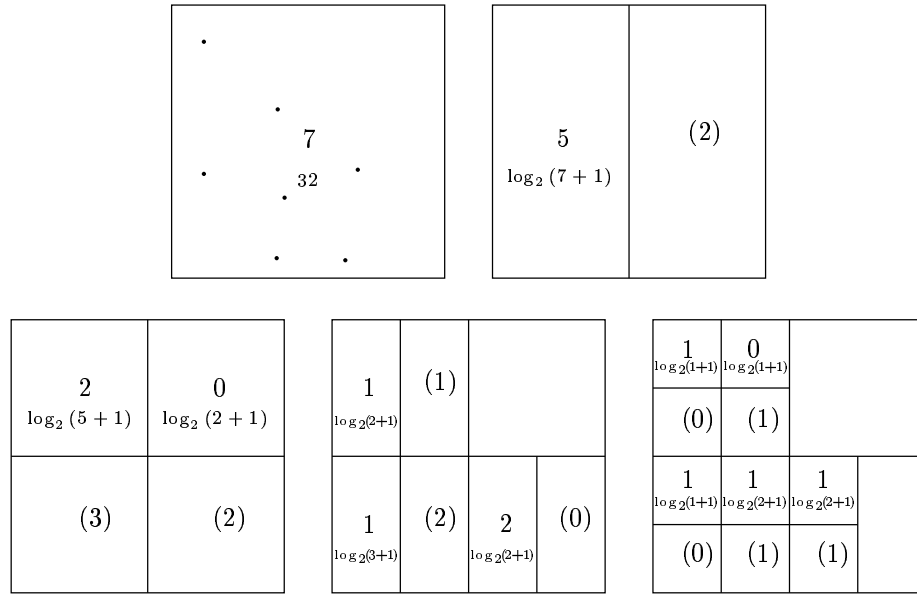 7
32
5
log₂ (7 + 1)
(2)
2
log₂ (5 + 1)
0
log₂ (2 + 1)
(3)
(2)
1
log₂(2+1)
(1)
1
log₂(3+1)
(2)
2
log₂(2+1)
(0)
1
log₂(1+1)
0
log₂(1+1)
(0)
(1)
1
log₂(1+1)
1
log₂(2+1)
1
log₂(2+1)
(0)
(1)
(1)